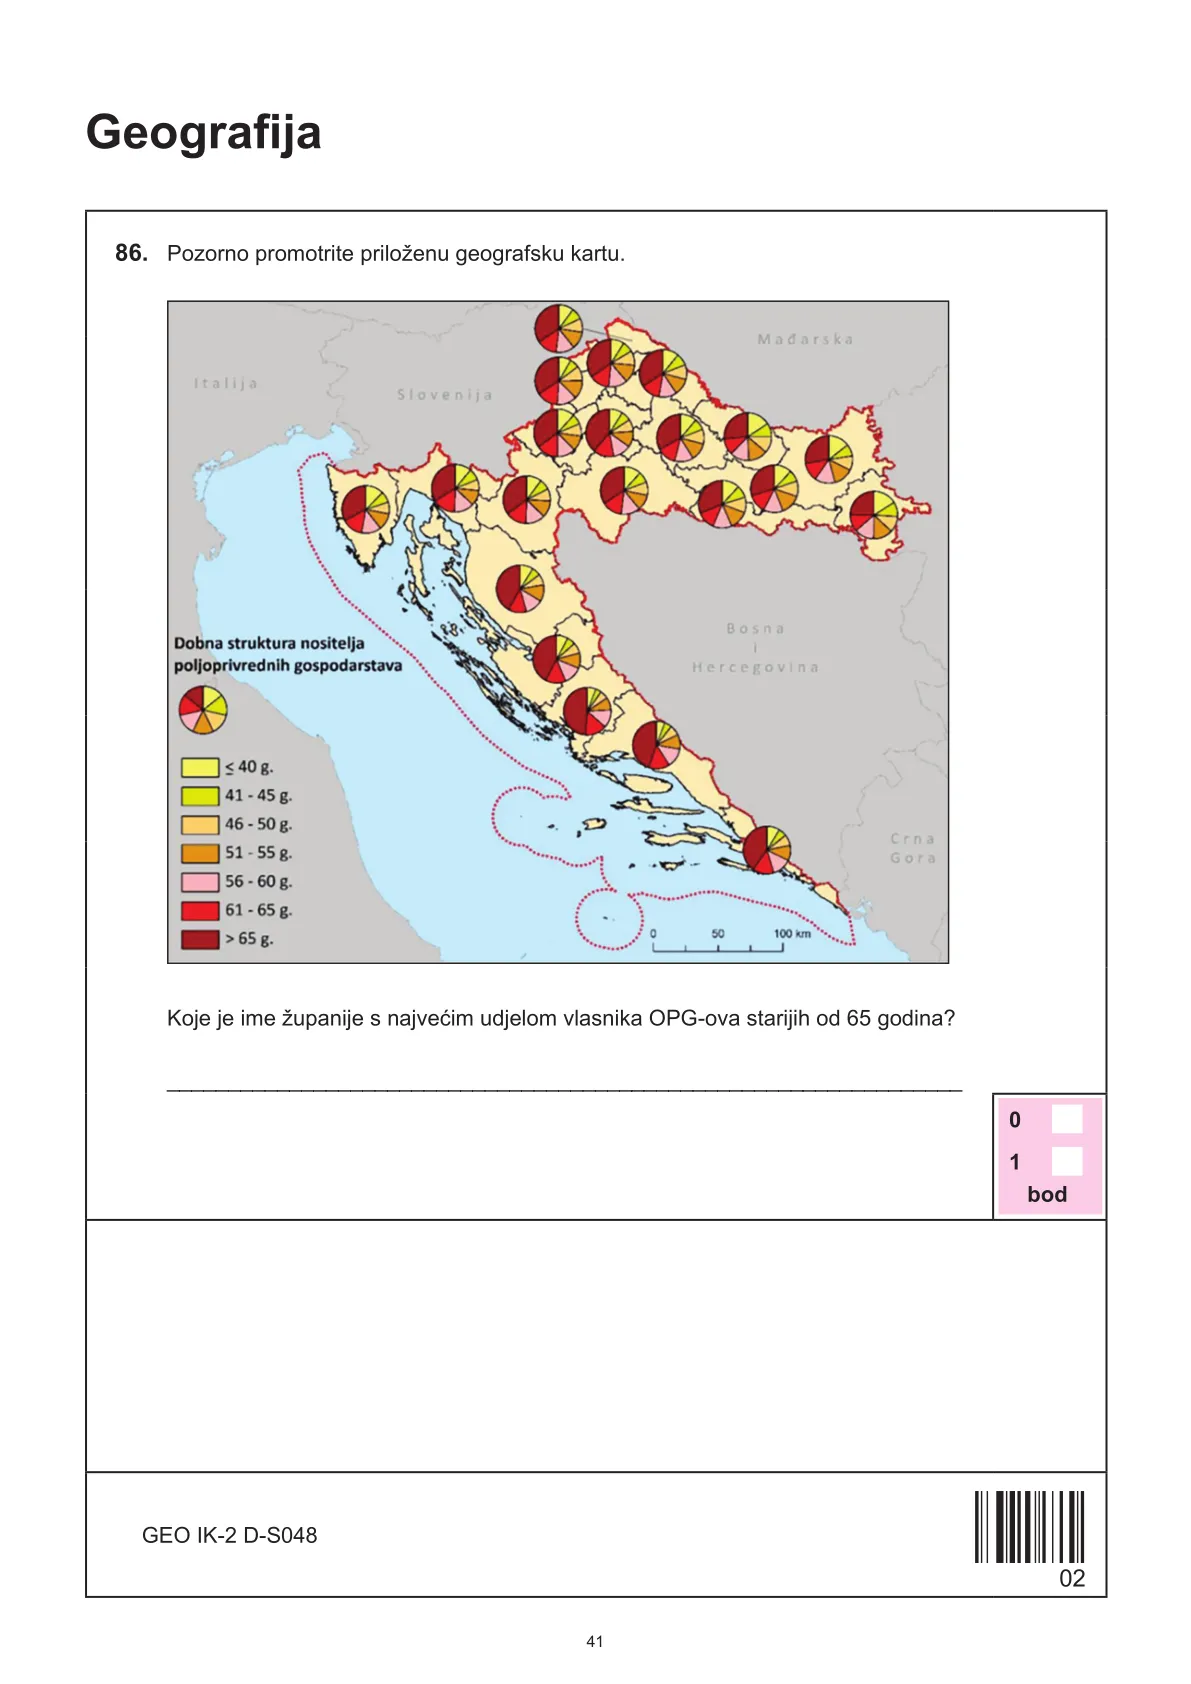 Geografija
86. Pozorno promotrite priloženu geografsku kartu.
Mađarska
Italija
Slovenija
Bosna
i
Hercegovina
Dobna struktura nositelja
poljoprivrednih gospodarstava
≤ 40 g.
41 - 45 g.
46 - 50 g.
51 - 55 g.
56 - 60 g.
61 - 65 g.
> 65 g.
Crna
Gora
0 50 100 km
Koje je ime županije s najvećim udjelom vlasnika OPG-ova starijih od 65 godina?
0
1
bod
GEO IK-2 D-S048
02
41